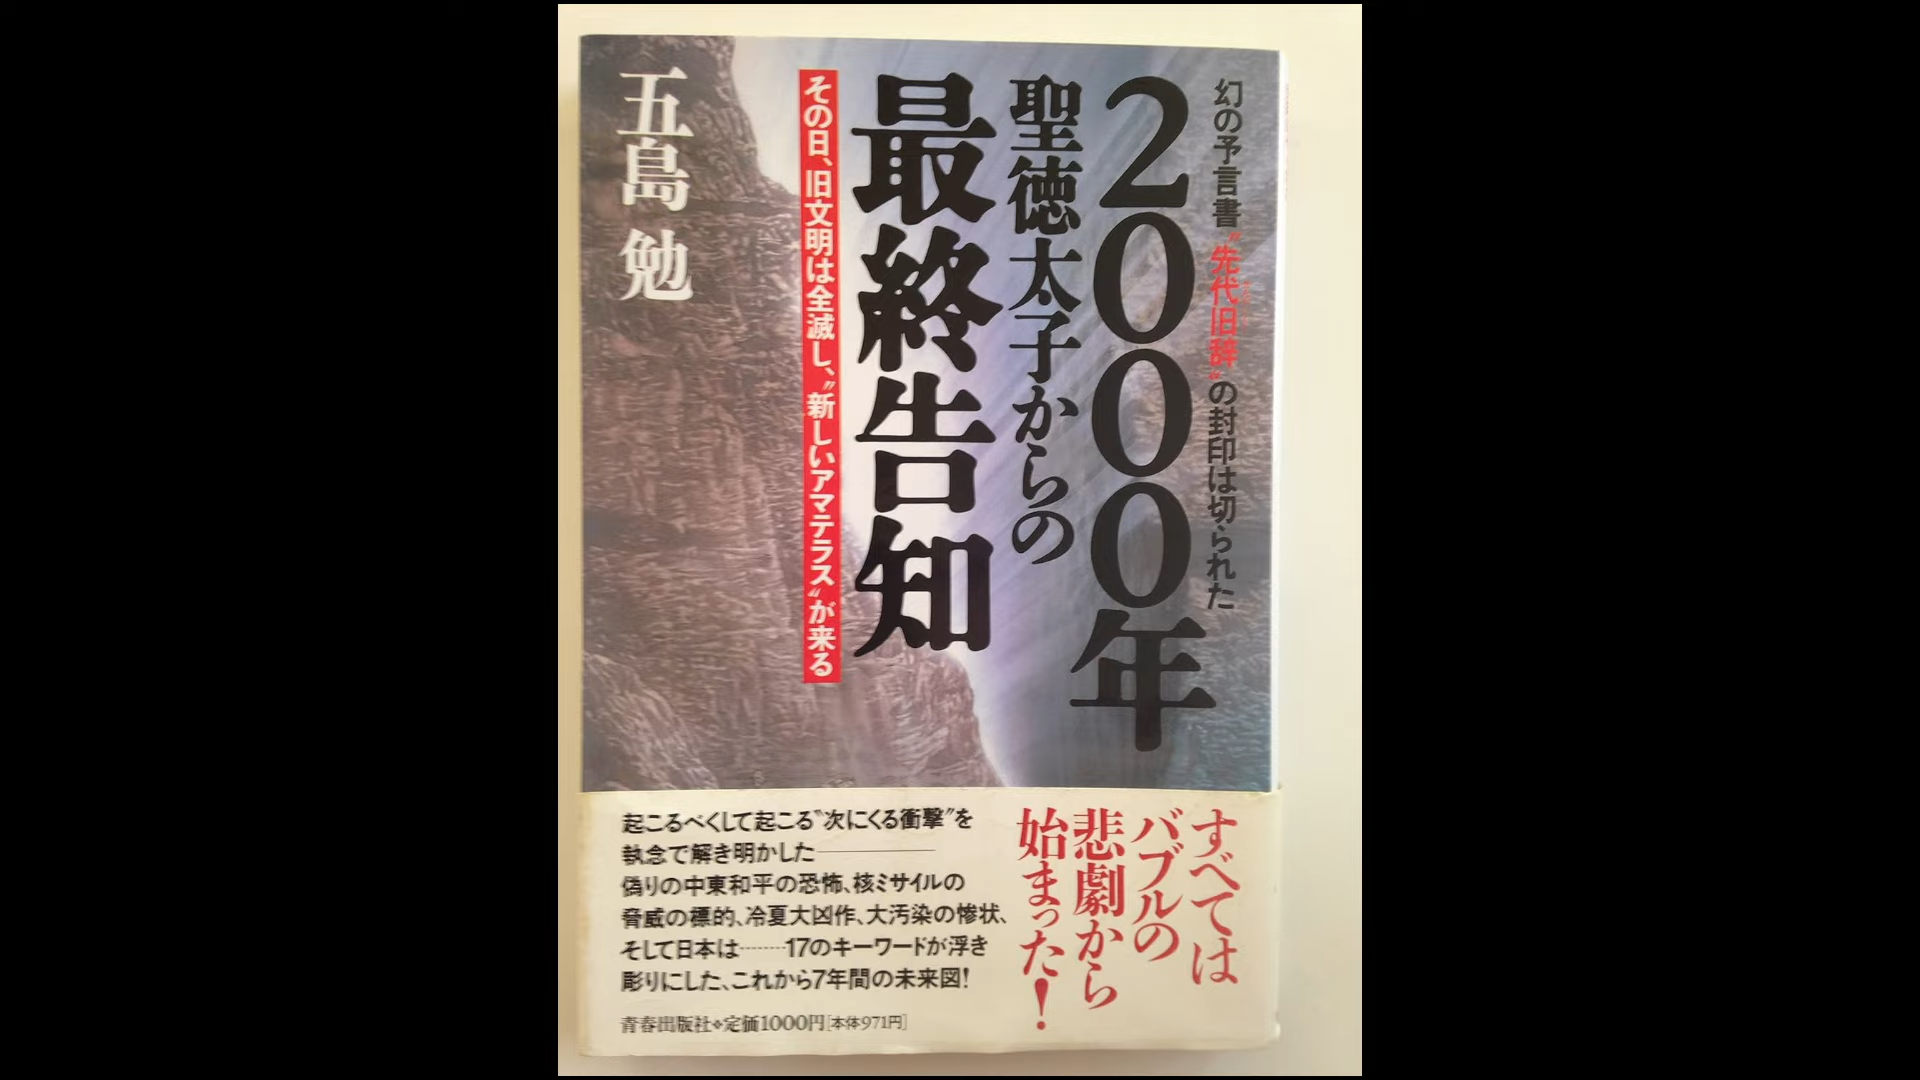 幻の予言書〝先代旧辞〟の封印は切られた
2000年
聖徳太子からの
最終告知
その日、旧文明は全滅し、〝新しいアマテラス〟が来る
五島 勉
すべては
バブルの
悲劇から
始まった!
起こるべくして起こる〝次にくる衝撃〟を
執念で解き明かした――――
偽りの中東和平の恐怖、核ミサイルの
脅威の標的、冷夏大凶作、大汚染の惨状、
そして日本は………17のキーワードが浮き
彫りにした、これから7年間の未来図!
青春出版社❖定価1000円[本体971円]